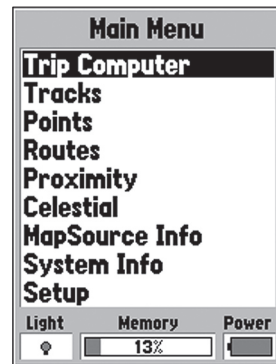 Main Menu
Trip Computer
Tracks
Points
Routes
Proximity
Celestial
MapSource Info
System Info
Setup
Light Memory Power
13%